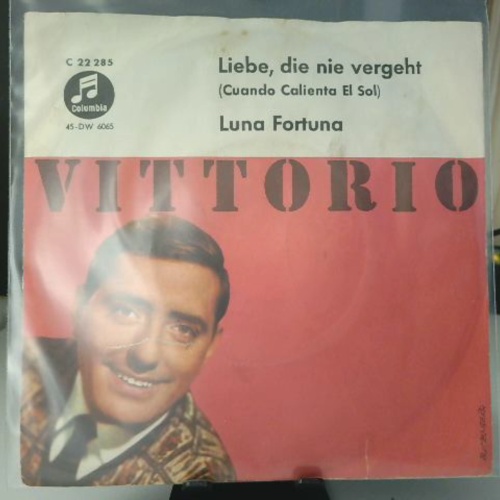 C 22 285
Columbia
45-DW 6065
Liebe, die nie vergeht
(Cuando Calienta El Sol)
Luna Fortuna
VITTORIO